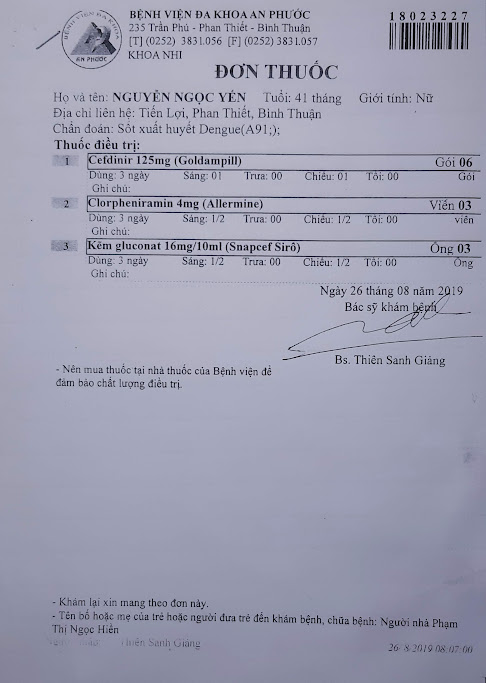 BỆNH VIỆN ĐA KHOA AN PHƯỚC
235 Trần Phú - Phan Thiết - Bình Thuận
[T] (0252) 3831.056 [F] (0252) 3831.057
KHOA NHI
BỆNH VIỆN ĐA KHOA
AN PHƯỚC
18023227
ĐƠN THUỐC
Họ và tên: NGUYỄN NGỌC YẾN Tuổi: 41 tháng Giới tính: Nữ
Địa chỉ liên hệ: Tiến Lợi, Phan Thiết, Bình Thuận
Chẩn đoán: Sốt xuất huyết Dengue(A91;);
Thuốc điều trị:
1 Cefdinir 125mg (Goldampill) Gói 06
Dùng: 3 ngày Sáng: 01 Trưa: 00 Chiều: 01 Tối: 00 Gói
Ghi chú:
2 Clorpheniramin 4mg (Allermine) Viên 03
Dùng: 3 ngày Sáng: 1/2 Trưa: 00 Chiều: 1/2 Tối: 00 viên
Ghi chú:
3 Kẽm gluconat 16mg/10ml (Snapcef Sirô) Ống 03
Dùng: 3 ngày Sáng: 1/2 Trưa: 00 Chiều: 1/2 Tối: 00 Ống
Ghi chú:
Ngày 26 tháng 08 năm 2019
Bác sỹ khám bệnh
Bs. Thiên Sanh Giảng
- Nên mua thuốc tại nhà thuốc của Bệnh viện để
đảm bảo chất lượng điều trị.
- Khám lại xin mang theo đơn này.
- Tên bố hoặc mẹ của trẻ hoặc người đưa trẻ đến khám bệnh, chữa bệnh: Người nhà Phạm
Thị Ngọc Hiền
Thiên Sanh Giảng
26-8-2019 08:07:00